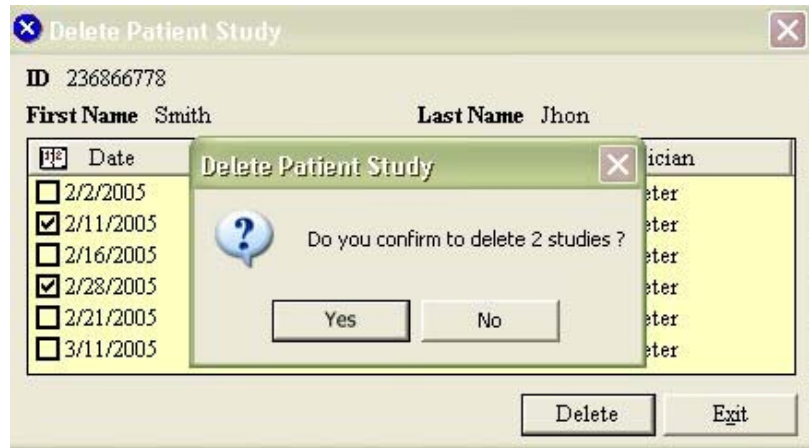 Delete Patient Study
ID 236866778
First Name Smith Last Name Jhon
Date
2/2/2005
2/11/2005
2/16/2005
2/28/2005
2/21/2005
3/11/2005
Delete Patient Study
Do you confirm to delete 2 studies ?
Yes No
Delete Exit